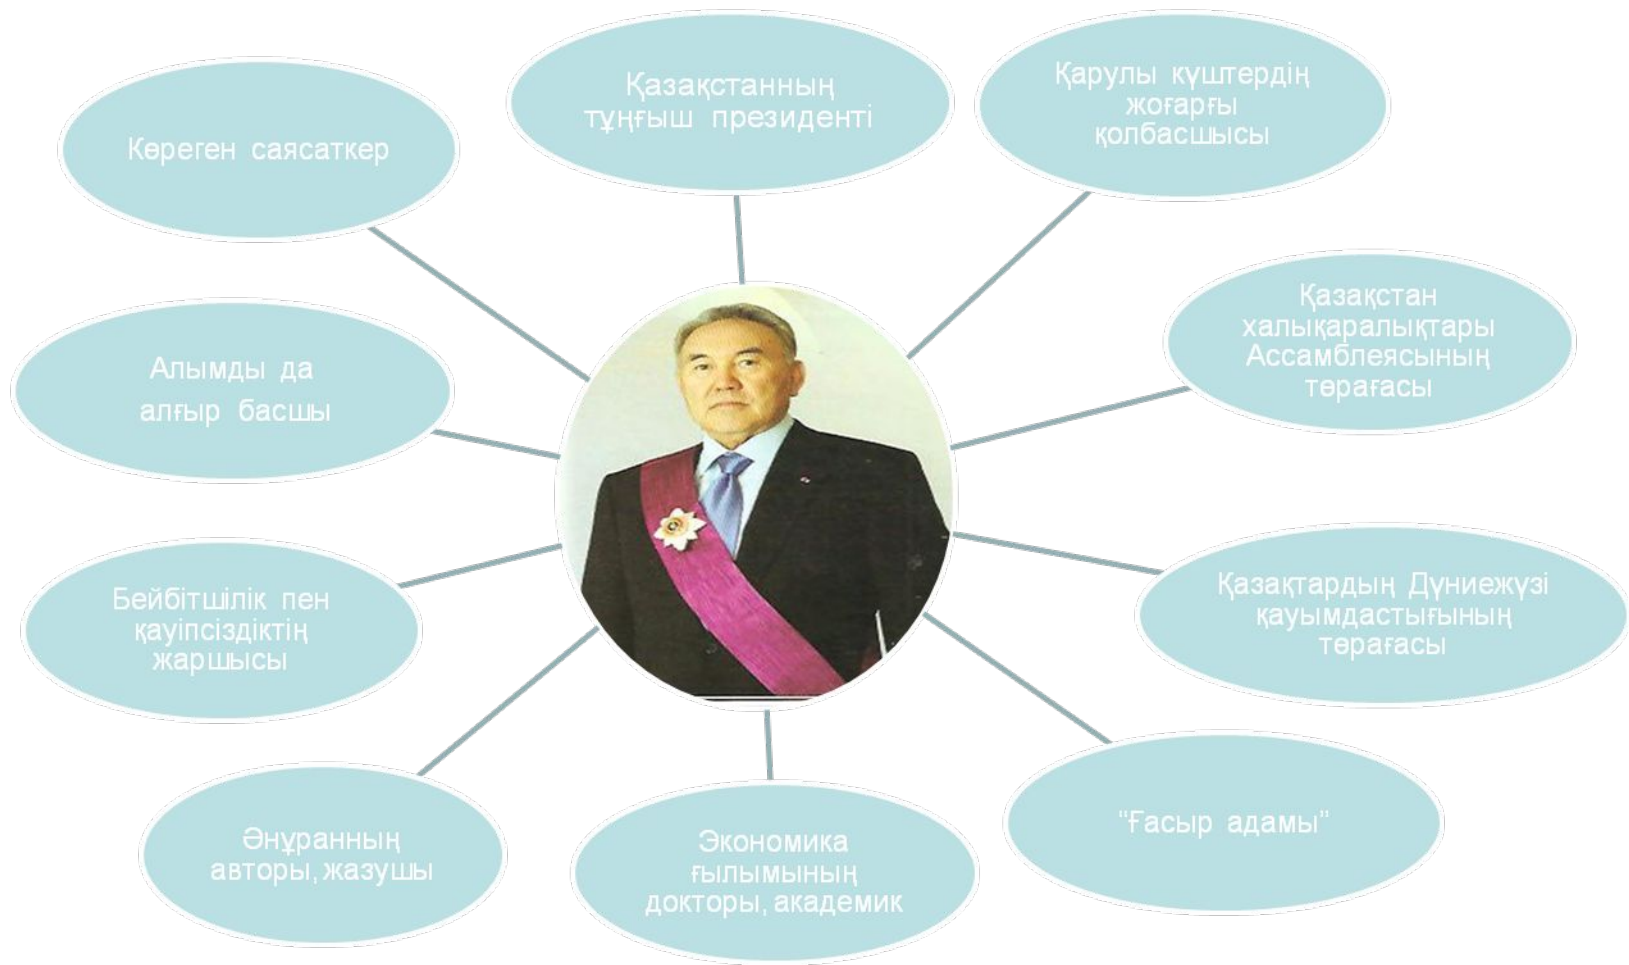 Көреген саясаткер
Қазақстанның
тұңғыш президенті
Қарулы күштердің
жоғарғы
қолбасшысы
Алымды да
алғыр басшы
Қазақстан
халықаралықтары
Ассамблеясының
төрағасы
Бейбітшілік пен
қауіпсіздіктің
жаршысы
Қазақтардың Дүниежүзі
қауымдастығының
төрағасы
Әнұранның
авторы, жазушы
Экономика
ғылымының
докторы, академик
"Ғасыр адамы"